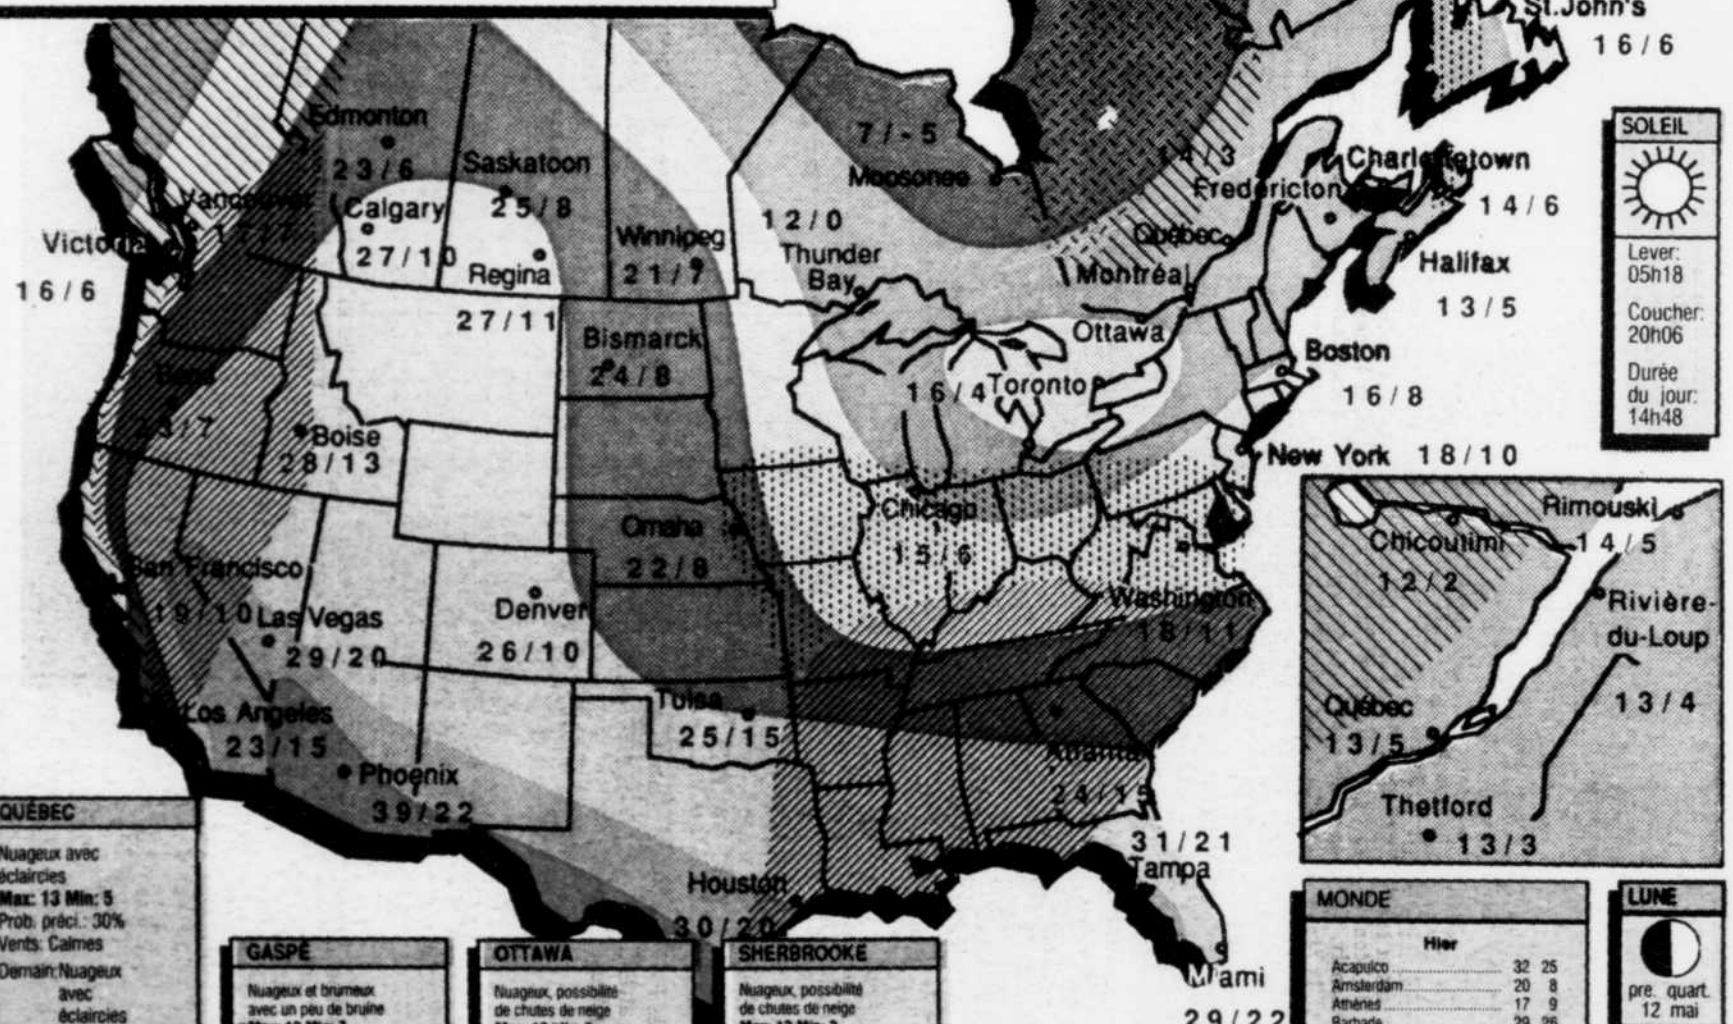 St.John's
16/6
Edmonton
23/6
Saskatoon
25/8
Calgary
27/10
Regina
27/11
Vancouver
Victoria
16/6
Winnipeg
21/7
12/0
Thunder
Bay
7/-5
Moosonee
14/3
Charlottetown
14/6
Fredericton
Québec
Montréal
Halifax
13/5
Ottawa
Toronto
16/4
Boston
16/8
New York 18/10
Bismarck
24/8
Boise
28/13
Omaha
22/8
Chicago
15/6
Washington
18/11
San Francisco
19/10
Las Vegas
29/20
Denver
26/10
Los Angeles
23/15
Phoenix
39/22
Tulsa
25/15
Atlanta
24/15
31/21
Tampa
Houston
30/20
Miami
29/22
SOLEIL
Lever:
05h18
Coucher:
20h06
Durée
du jour:
14h48
Rimouski
14/5
Chicoutimi
12/2
Rivière-
du-Loup
13/4
Québec
13/5
Thetford
13/3
QUÉBEC
Nuageux avec
éclaircies
Max: 13 Min: 5
Prob. préci.: 30%
Vents: Calmes
Demain: Nuageux
avec
éclaircies
GASPÉ
Nuageux et brumeux
avec un peu de bruine
OTTAWA
Nuageux, possibilité
de chutes de neige
SHERBROOKE
Nuageux, possibilité
de chutes de neige
MONDE
Hier
Acapulco 32 25
Amsterdam 20 8
Athènes 17 9
LUNE
pre. quart.
12 mai